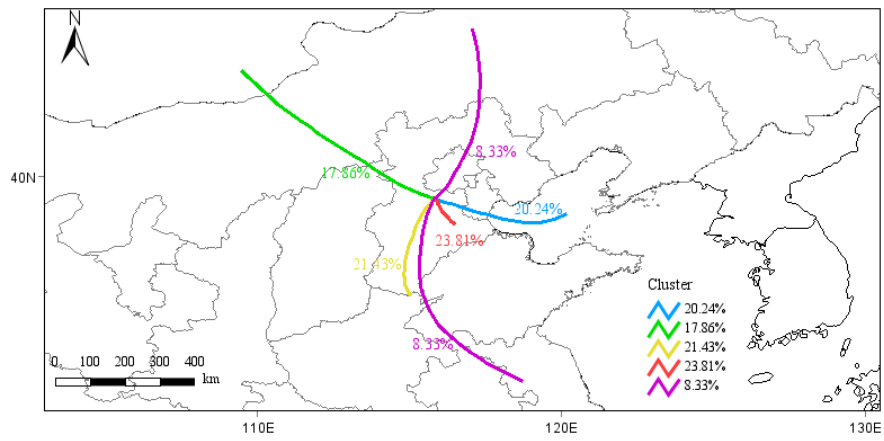 N
8.33%
17.86%
40N
20.24%
23.81%
21.43%
Cluster
20.24%
17.86%
21.43%
23.81%
8.33%
8.33%
0 100 200 300 400
km
110E 120E 130E